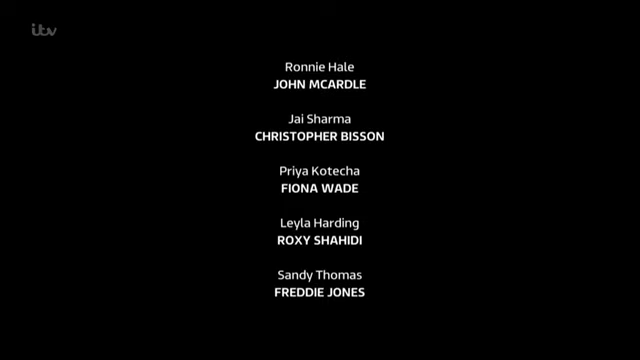 itv
Ronnie Hale
JOHN MCARDLE
Jai Sharma
CHRISTOPHER BISSON
Priya Kotecha
FIONA WADE
Leyla Harding
ROXY SHAHIDI
Sandy Thomas
FREDDIE JONES